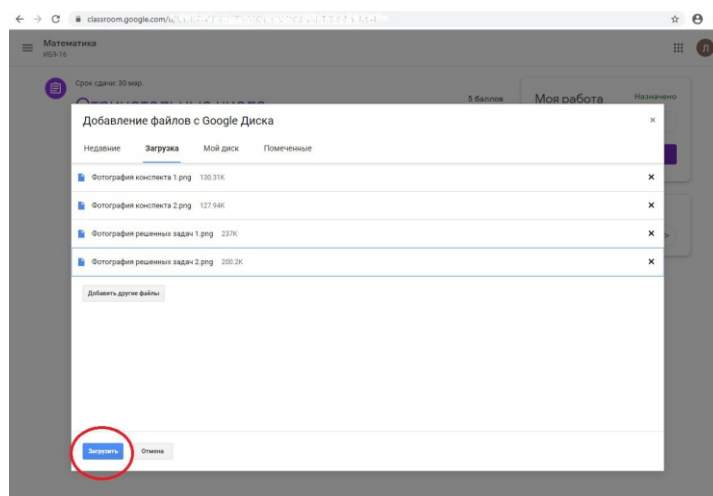 classroom.google.com/u/
Математика
ИБ9-16
Срок сдачи: 30 мар.
5 баллов
Моя работа
Назначено
Л
Добавление файлов с Google Диска
×
Недавние Загрузка Мой диск Помеченные
Фотография конспекта 1.png 130.31K ×
Фотография конспекта 2.png 127.94K ×
Фотография решенных задач 1.png 237K ×
Фотография решенных задач 2.png 200.2K ×
Добавить другие файлы
Загрузить Отмена